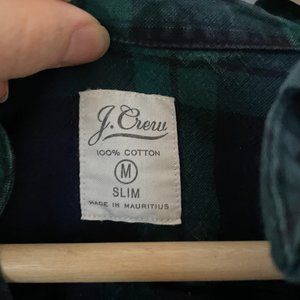 J. Crew
100% COTTON
M
SLIM
MADE IN MAURITIUS